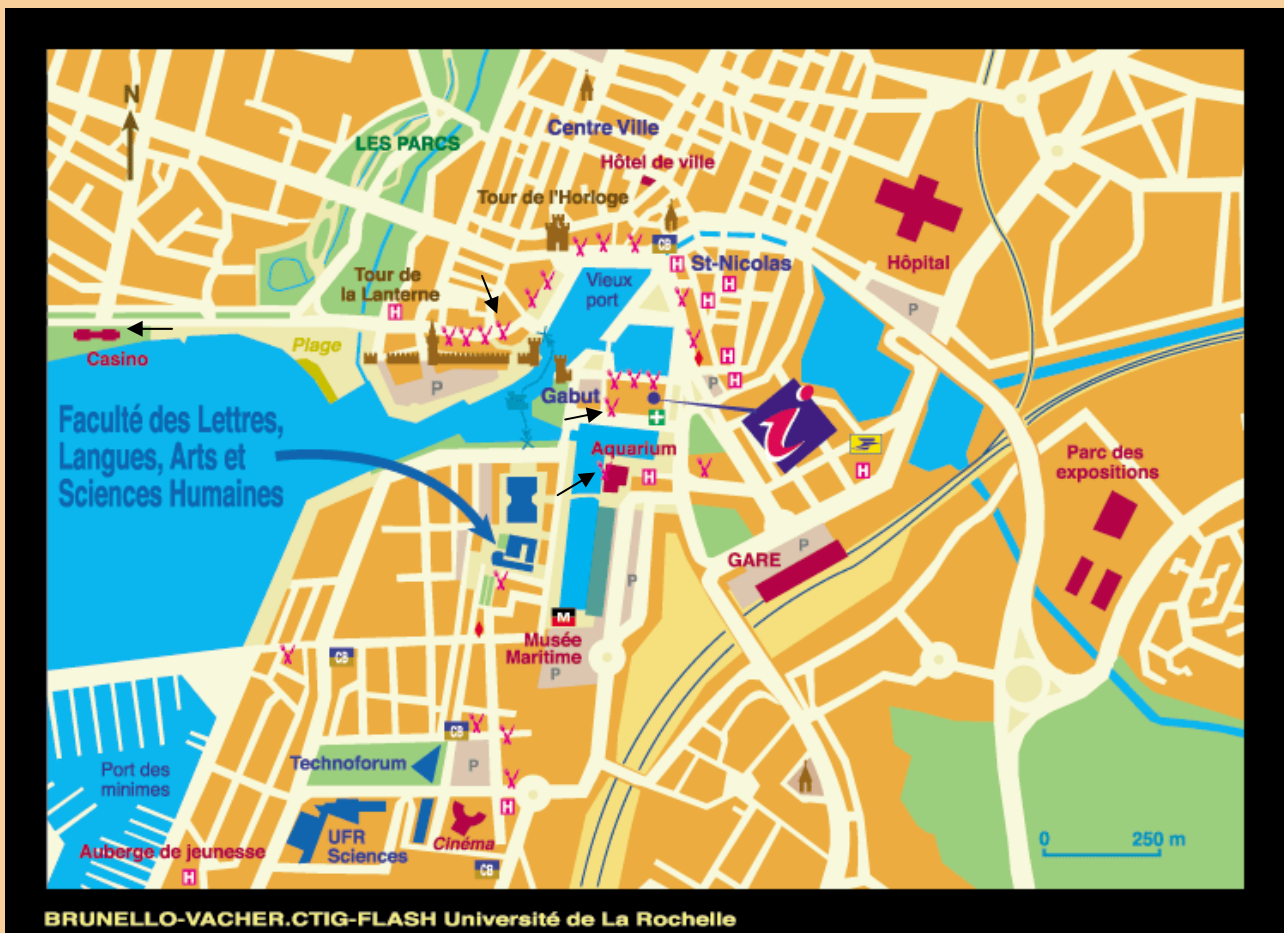 N
LES PARCS
Centre Ville
Hôtel de ville
Tour de l'Horloge
CB
H
St-Nicolas
H
H
Hôpital
Tour de
la Lanterne
H
Vieux
port
P
Casino
Plage
P
H
H
P
Gabut
i
Faculté des Lettres,
Langues, Arts et
Sciences Humaines
Aquarium
H
H
Parc des
expositions
GARE
P
P
M
Musée
Maritime
P
CB
CB
Technoforum
P
Port des
minimes
H
UFR
Sciences
Cinéma
CB
Auberge de jeunesse
H
0 250 m
BRUNELLO-VACHER.CTIG-FLASH Université de La Rochelle